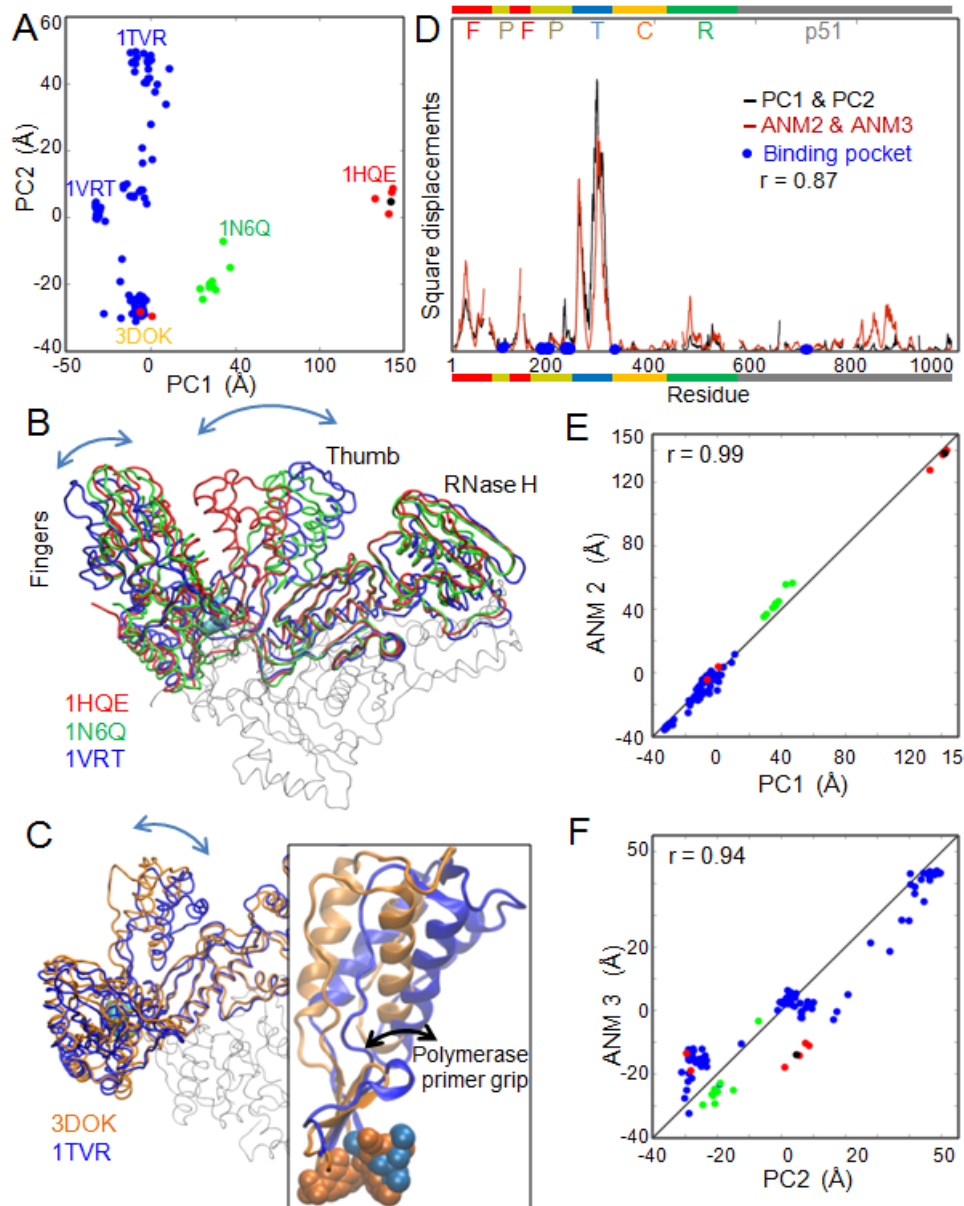 A
1TVR
1VRT
1HQE
1N6Q
3DOK
PC2 (Å)
60
40
20
0
-20
-40
-50
0
50
100
150
PC1 (Å)
D
F P F P T C R p51
PC1 & PC2
ANM2 & ANM3
Binding pocket
r = 0.87
Square displacements
1 200 400 600 800 1000
Residue
B
Fingers
Thumb
RNase H
1HQE
1N6Q
1VRT
E
r = 0.99
ANM 2 (Å)
150
120
80
40
0
-40
-40 0 40 80 120 15
PC1 (Å)
C
3DOK
1TVR
Polymerase
primer grip
F
r = 0.94
ANM 3 (Å)
50
-20
0
-20
-40
-40 -20 0 20 50
PC2 (Å)